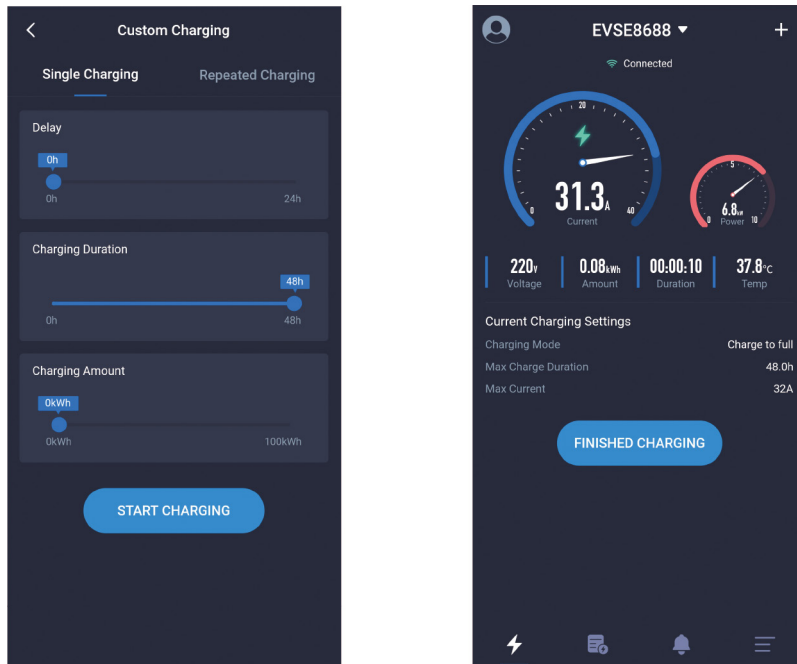 Custom Charging
Single Charging Repeated Charging
Delay
0h
0h 24h
Charging Duration
48h
0h 48h
Charging Amount
0kWh
0kWh 100kWh
START CHARGING
EVSE8688
Connected
20
31.3A
0 40
Current
5
6.8kW
0 Power 10
220V 0.08kWh 00:00:10 37.8°C
Voltage Amount Duration Temp
Current Charging Settings
Charging Mode Charge to full
Max Charge Duration 48.0h
Max Current 32A
FINISHED CHARGING